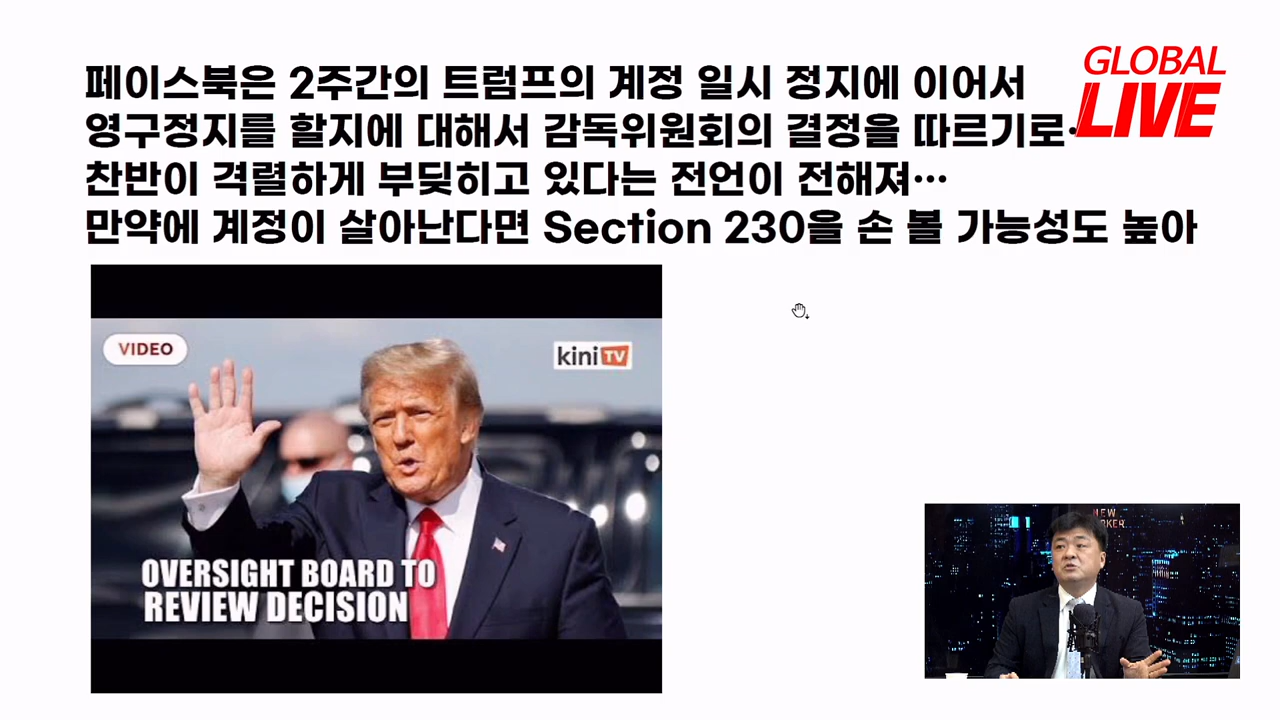 페이스북은 2주간의 트럼프의 계정 일시 정지에 이어서
영구정지를 할지에 대해서 감독위원회의 결정을 따르기로…
찬반이 격렬하게 부딪히고 있다는 전언이 전해져…
만약에 계정이 살아난다면 Section 230을 손 볼 가능성도 높아
GLOBAL
LIVE
VIDEO
kini TV
OVERSIGHT BOARD TO
REVIEW DECISION
NEW